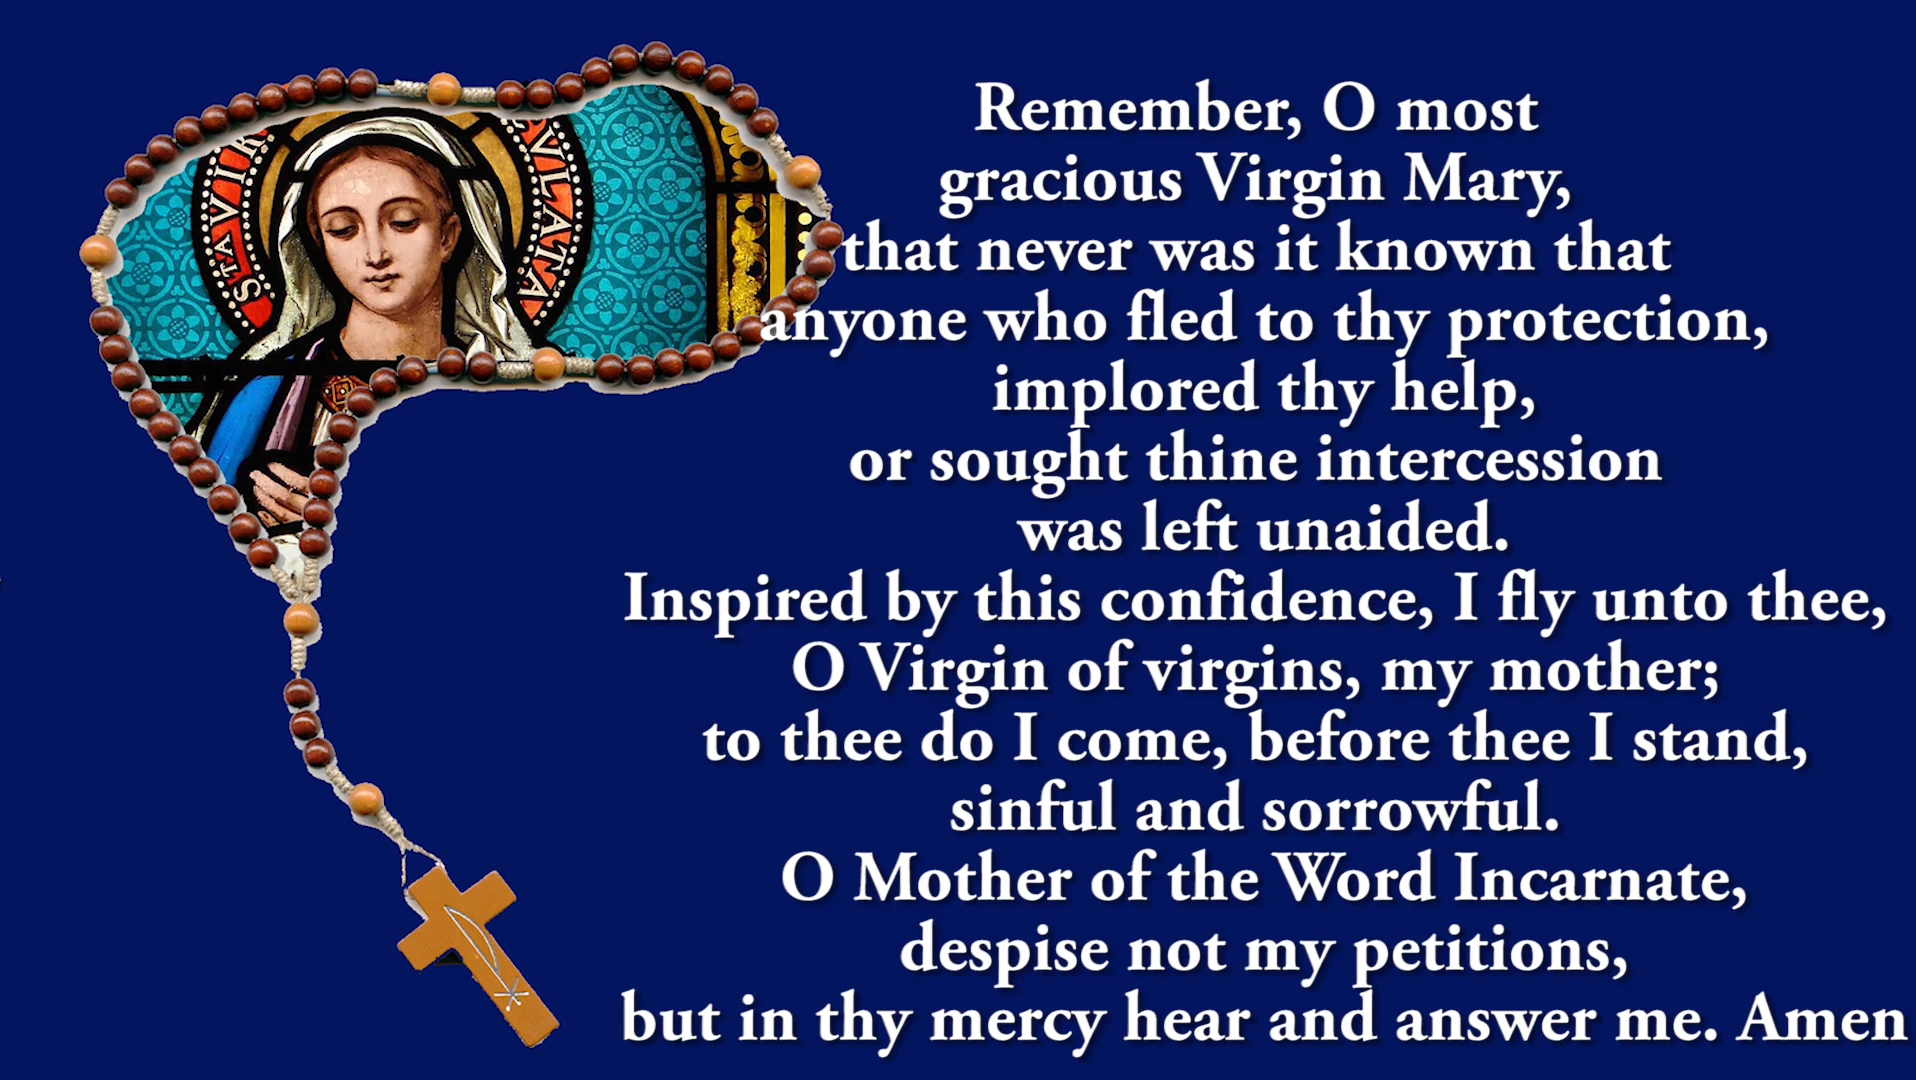 STA VIR
ULATA
Remember, O most
gracious Virgin Mary,
that never was it known that
anyone who fled to thy protection,
implored thy help,
or sought thine intercession
was left unaided.
Inspired by this confidence, I fly unto thee,
O Virgin of virgins, my mother;
to thee do I come, before thee I stand,
sinful and sorrowful.
O Mother of the Word Incarnate,
despise not my petitions,
but in thy mercy hear and answer me. Amen